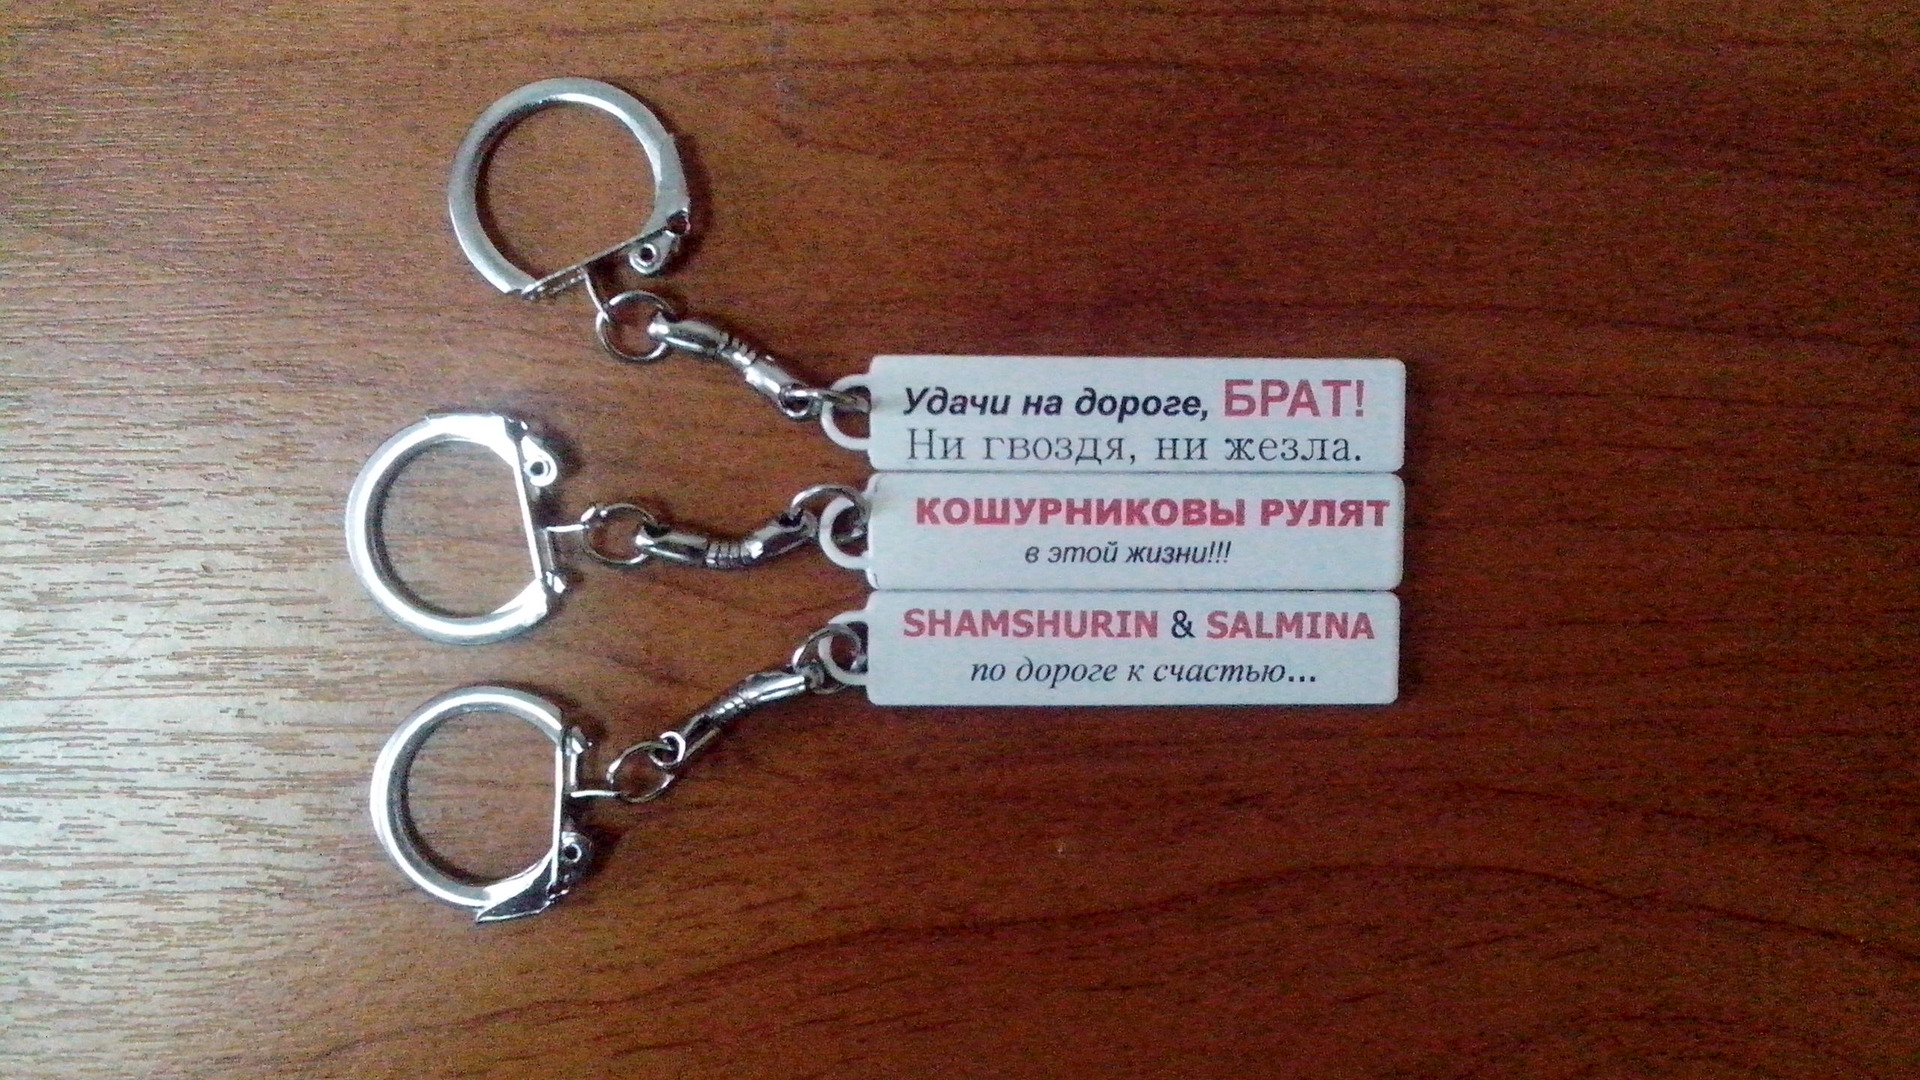 Удачи на дороге, БРАТ!
Ни гвоздя, ни жезла.
КОШУРНИКОВЫ РУЛЯТ
в этой жизни!!!
SHAMSHURIN & SALMINA
по дороге к счастью...